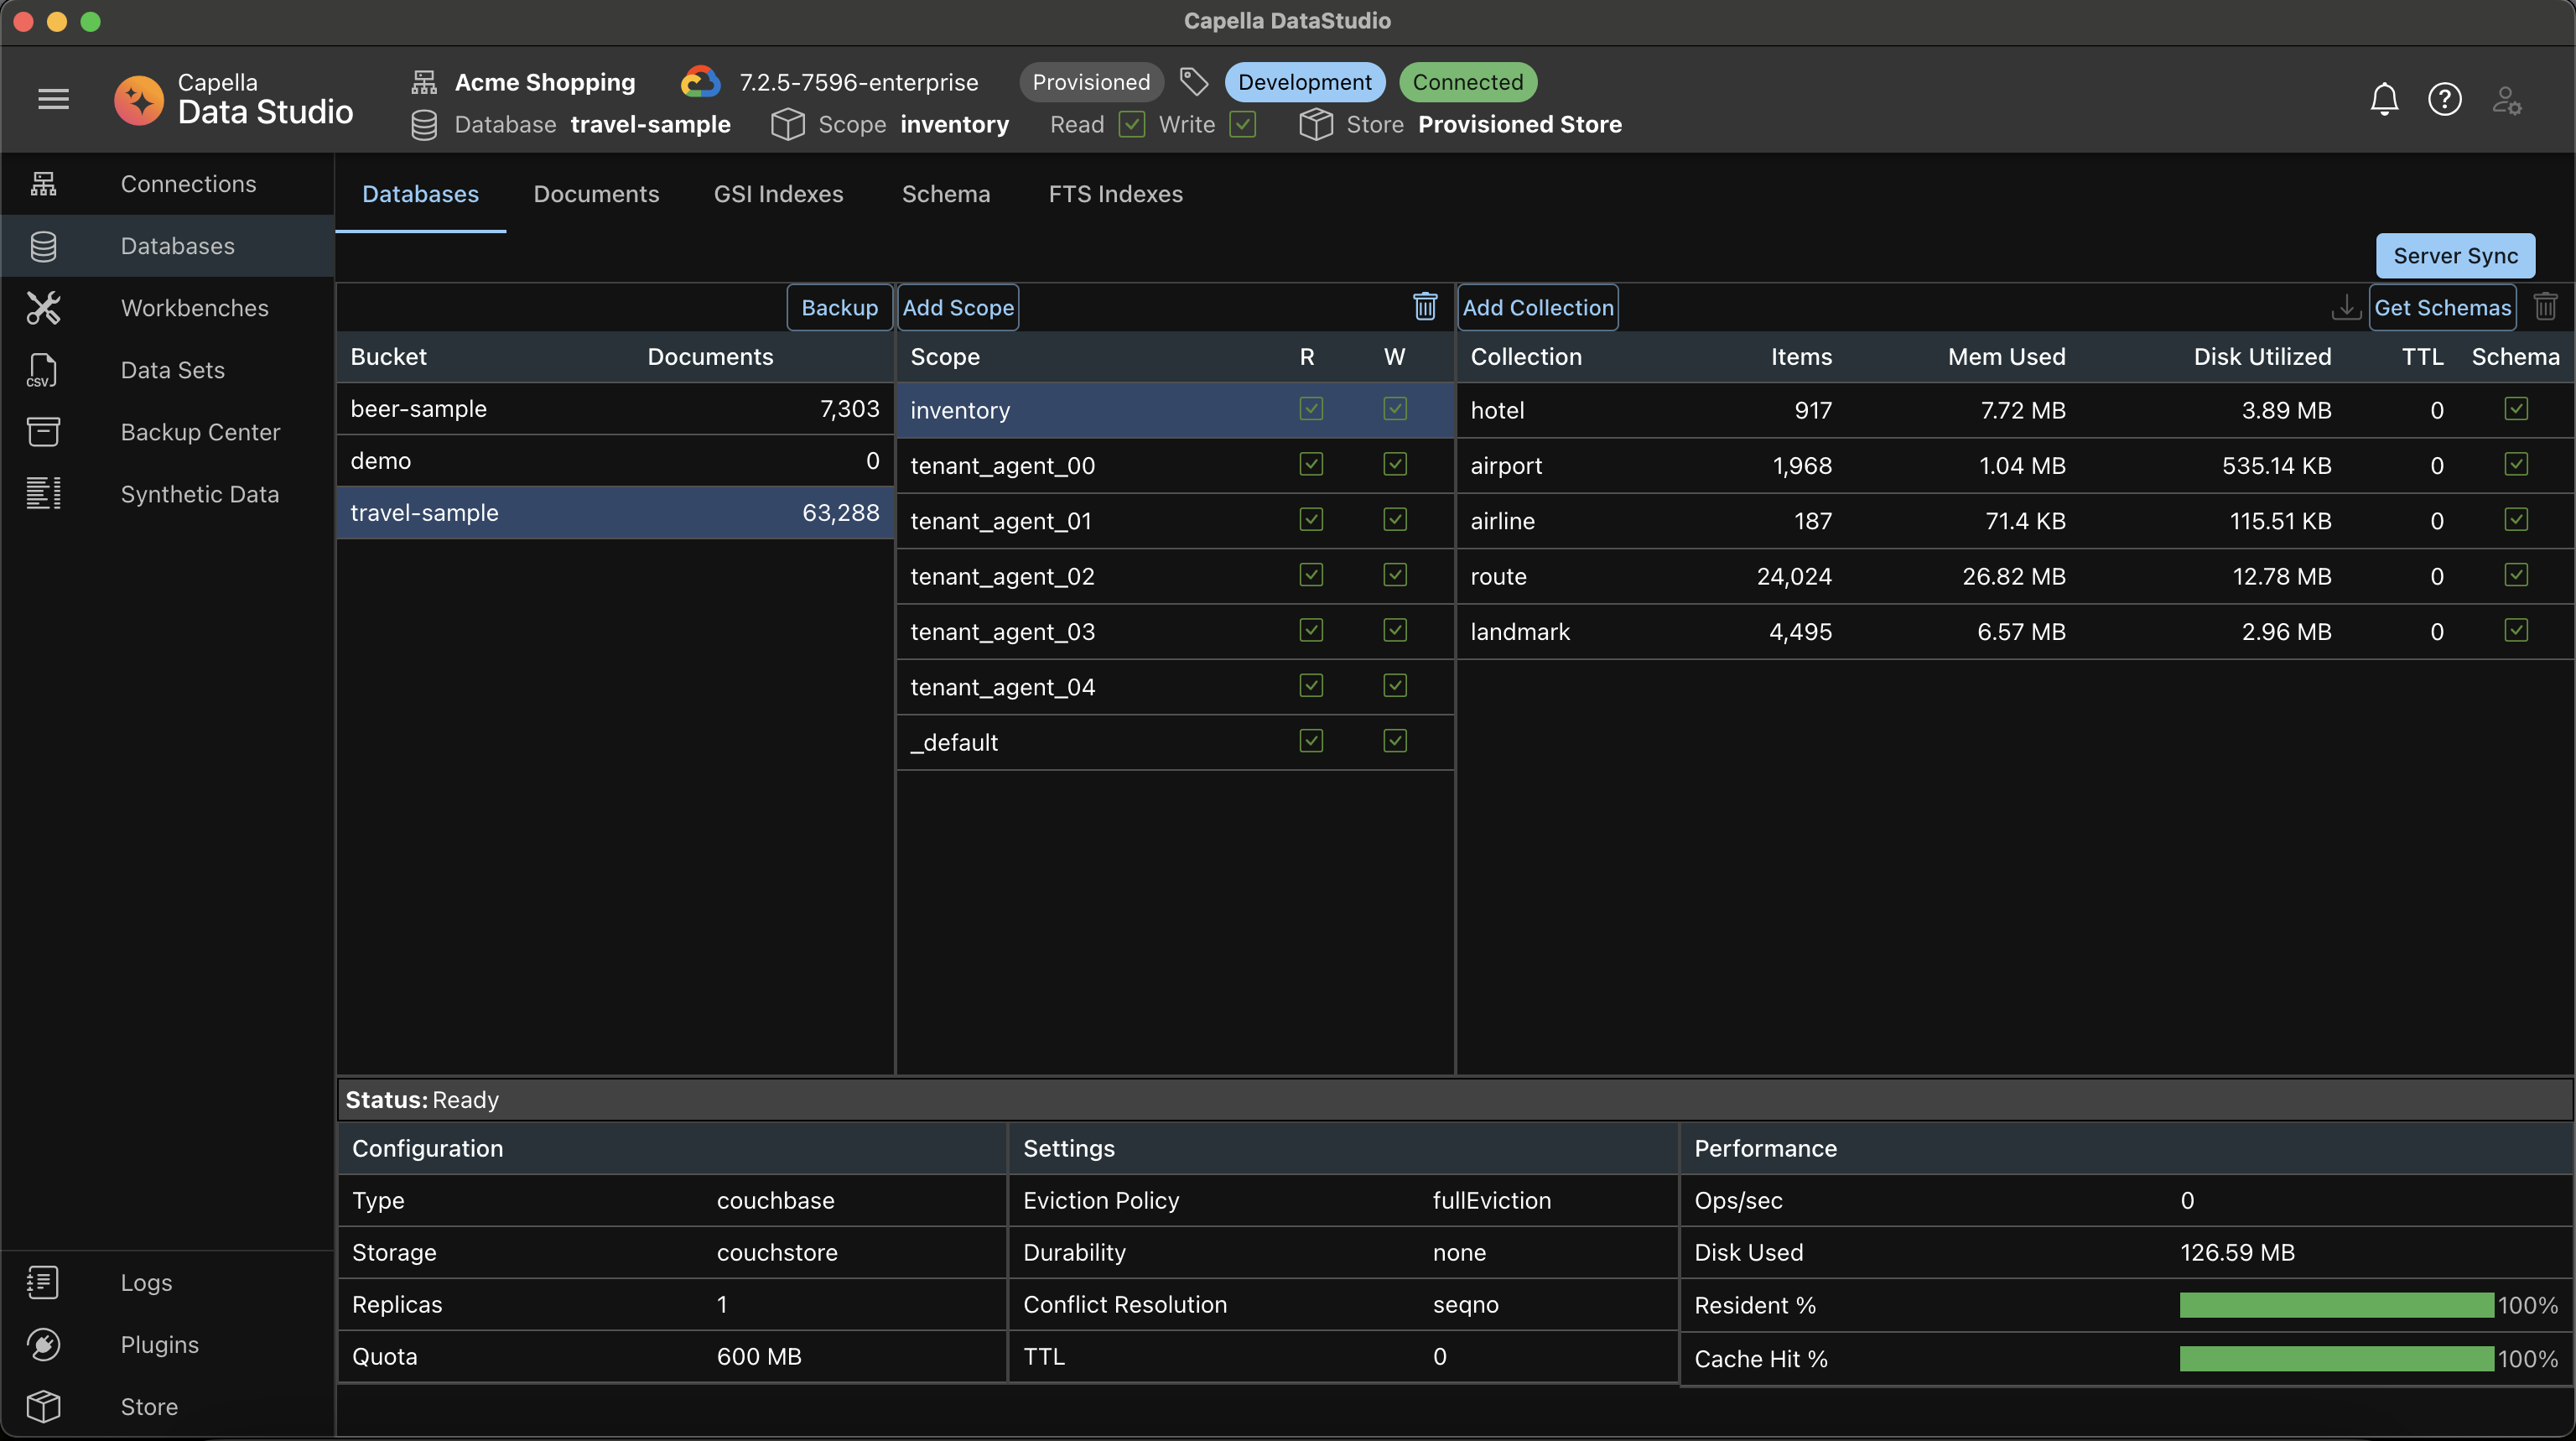 Capella DataStudio
Capella
Data Studio
Acme Shopping 7.2.5-7596-enterprise Provisioned Development Connected
Database travel-sample Scope inventory Read Write Store Provisioned Store
Connections
Databases
Workbenches
CSV Data Sets
Backup Center
Synthetic Data
Logs
Plugins
Store
Databases Documents GSI Indexes Schema FTS Indexes
Server Sync
Backup
Bucket Documents
beer-sample 7,303
demo 0
travel-sample 63,288
Add Scope
Scope R W
inventory
tenant_agent_00
tenant_agent_01
tenant_agent_02
tenant_agent_03
tenant_agent_04
_default
Add Collection Get Schemas
Collection Items Mem Used Disk Utilized TTL Schema
hotel 917 7.72 MB 3.89 MB 0
airport 1,968 1.04 MB 535.14 KB 0
airline 187 71.4 KB 115.51 KB 0
route 24,024 26.82 MB 12.78 MB 0
landmark 4,495 6.57 MB 2.96 MB 0
Status: Ready
Configuration
Type couchbase
Storage couchstore
Replicas 1
Quota 600 MB
Settings
Eviction Policy fullEviction
Durability none
Conflict Resolution seqno
TTL 0
Performance
Ops/sec 0
Disk Used 126.59 MB
Resident % 100%
Cache Hit % 100%